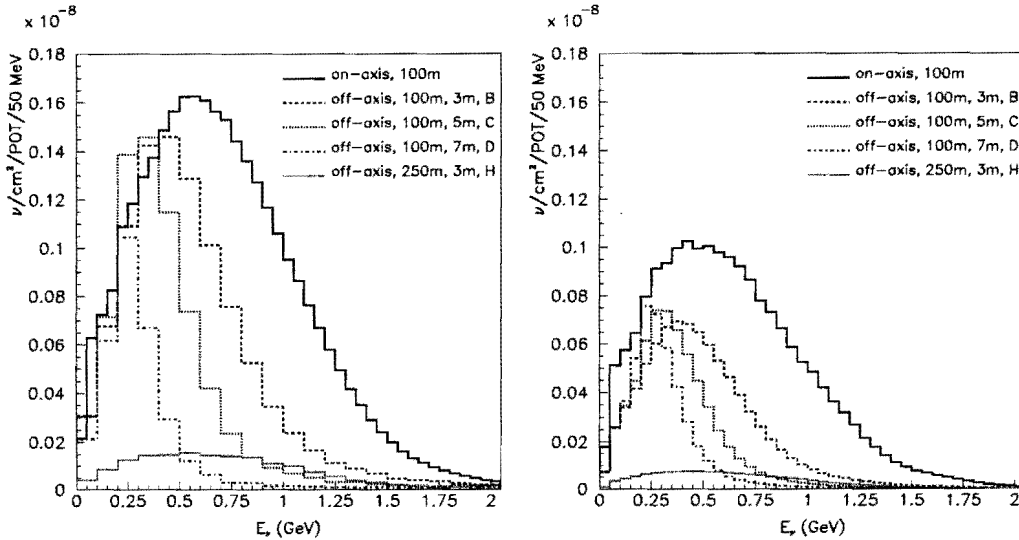 × 10⁻⁸
ν/cm²/POT/50 MeV
0.18
0.16
0.14
0.12
0.1
0.08
0.06
0.04
0.02
0
on-axis, 100m
off-axis, 100m, 3m, B
off-axis, 100m, 5m, C
off-axis, 100m, 7m, D
off-axis, 250m, 3m, H
0 0.25 0.5 0.75 1 1.25 1.5 1.75 2
Eᵥ (GeV)
× 10⁻⁸
ν/cm²/POT/50 MeV
0.18
0.16
0.14
0.12
0.1
0.08
0.06
0.04
0.02
0
on-axis, 100m
off-axis, 100m, 3m, B
off-axis, 100m, 5m, C
off-axis, 100m, 7m, D
off-axis, 250m, 3m, H
0 0.25 0.5 0.75 1 1.25 1.5 1.75 2
Eᵥ (GeV)